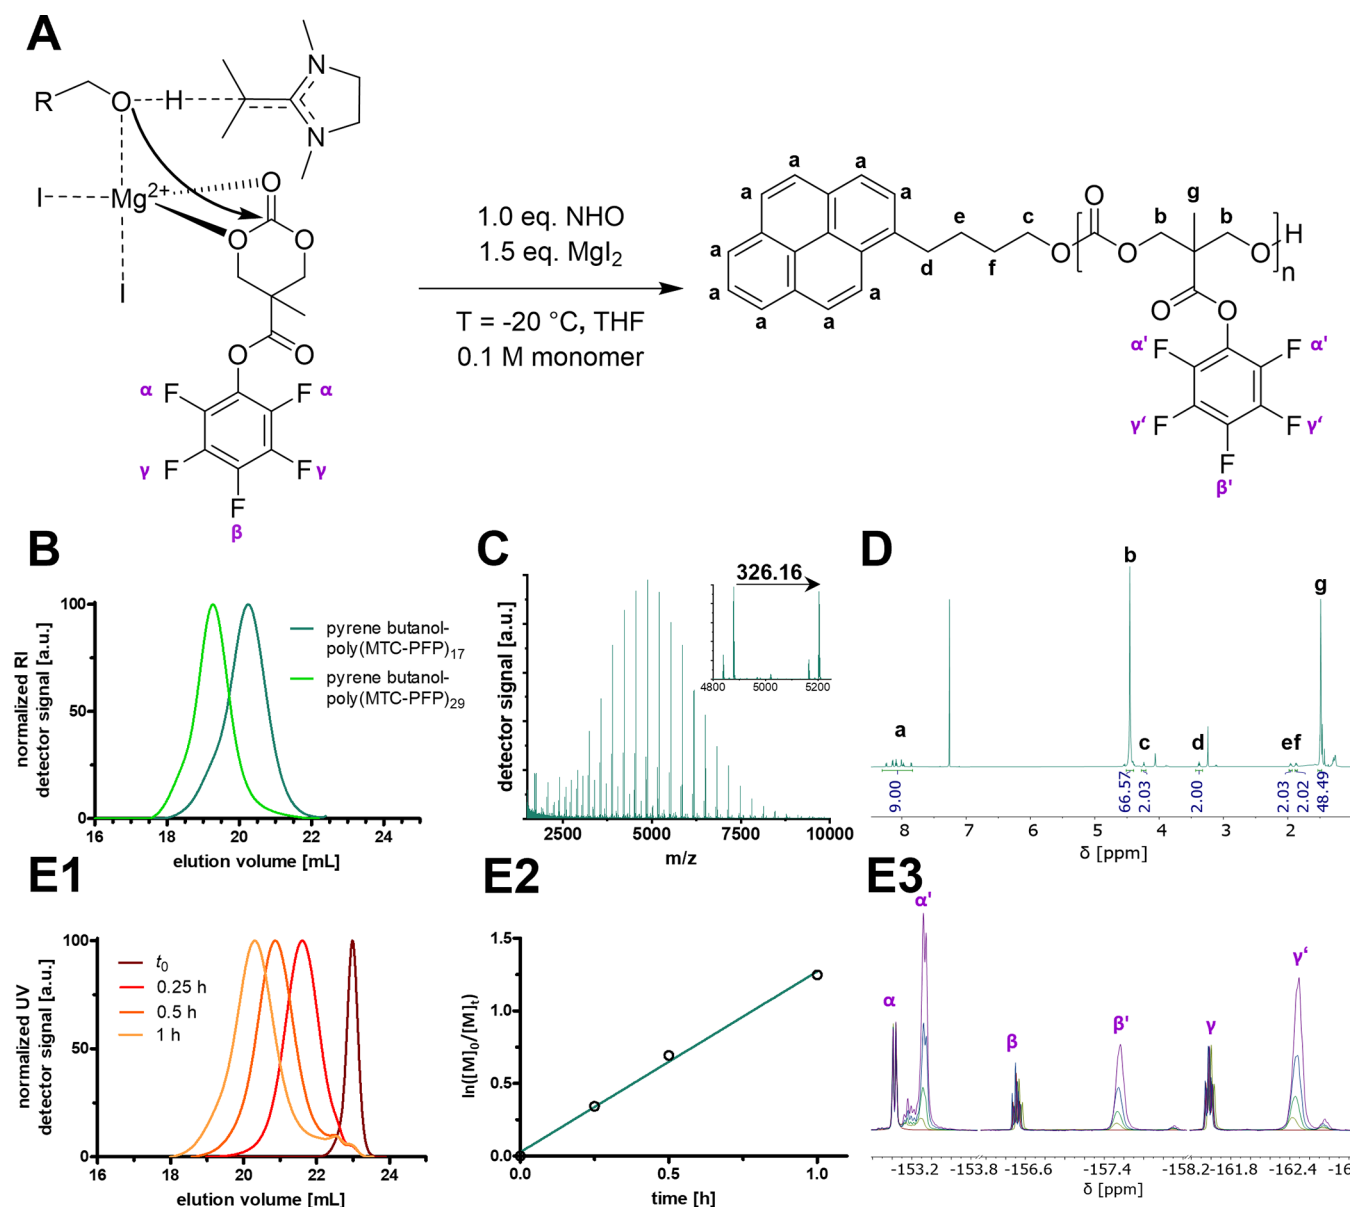 A
R
O
H
N
N
I
Mg2+
O
O
O
I
O
O
α
F
F
α
γ
F
F
γ
F
β
1.0 eq. NHO
1.5 eq. MgI2
T = -20 °C, THF
0.1 M monomer
a
a
a
a
a
a
a
a
a
d
e
f
c
O
O
O
b
g
b
O
H
n
O
O
α'
F
F
α'
γ‘
F
F
γ‘
F
β'
B
normalized RI
detector signal [a.u.]
100
50
0
16
18
20
22
24
elution volume [mL]
pyrene butanol-
poly(MTC-PFP)17
pyrene butanol-
poly(MTC-PFP)29
C
detector signal [a.u.]
326.16
4800
5000
5200
2500
5000
7500
10000
m/z
D
a
b
c
d
ef
g
9.00
66.57
2.03
2.00
2.03
2.02
48.49
8
7
6
5
4
3
2
δ [ppm]
E1
normalized UV
detector signal [a.u.]
100
50
0
t0
0.25 h
0.5 h
1 h
16
18
20
22
24
elution volume [mL]
E2
ln([M]0/[M]t)
1.5
1.0
0.5
0.0
0.0
0.5
1.0
time [h]
E3
α
α'
β
β'
γ
γ‘
-153.2
-153.8
-156.6
-157.4
-158.2
-161.8
-162.4
-16
δ [ppm]